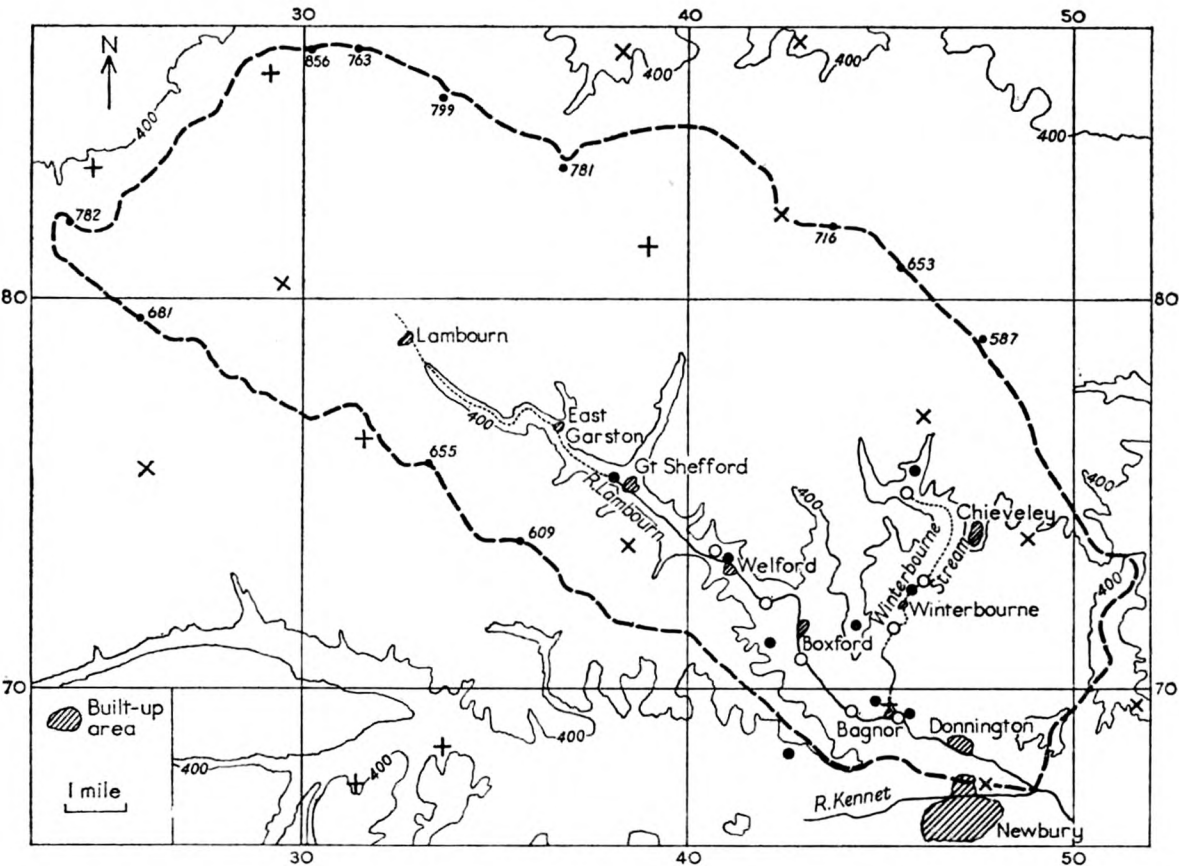 30
40
50
N
856
763
799
400
400
400
781
782
716
653
80
80
681
587
Lambourn
400
East
Garston
655
Gt Shefford
R. Lambourn
400
400
Chieveley
609
Winterbourne
Stream
Welford
400
Winterbourne
Boxford
70
70
Built-up
area
400
Bagnor
Donnington
400
400
1 mile
R. Kennet
Newbury
30
40
50